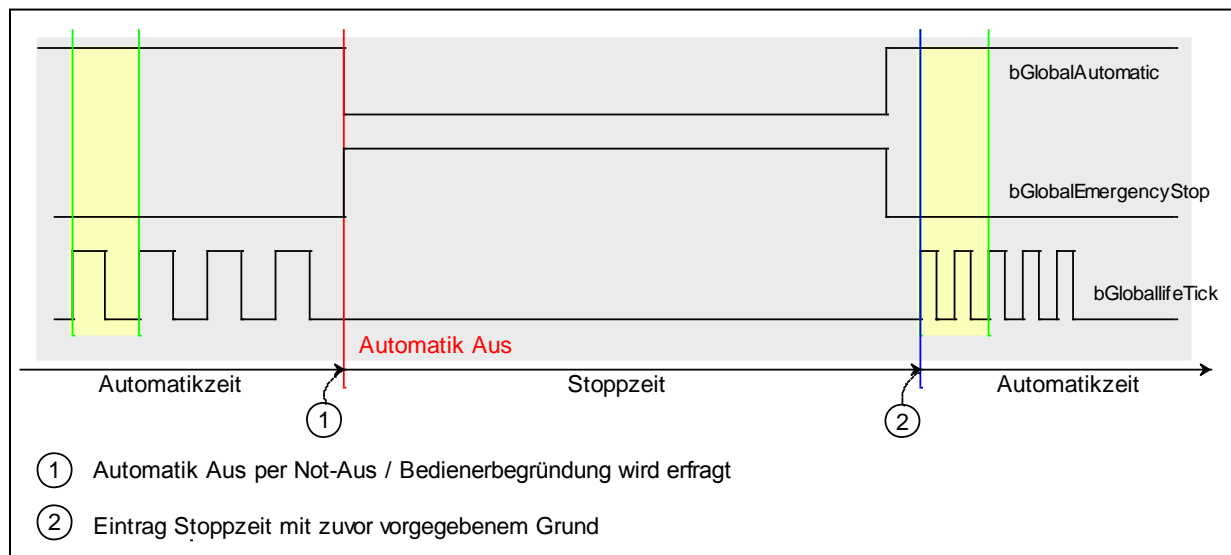 bGlobalAutomatic
bGlobalEmergencyStop
bGloballifeTick
Automatik Aus
Automatikzeit
Stoppzeit
Automatikzeit
1
2
1 Automatik Aus per Not-Aus / Bedienerbegründung wird erfragt
2 Eintrag Stoppzeit mit zuvor vorgegebenem Grund